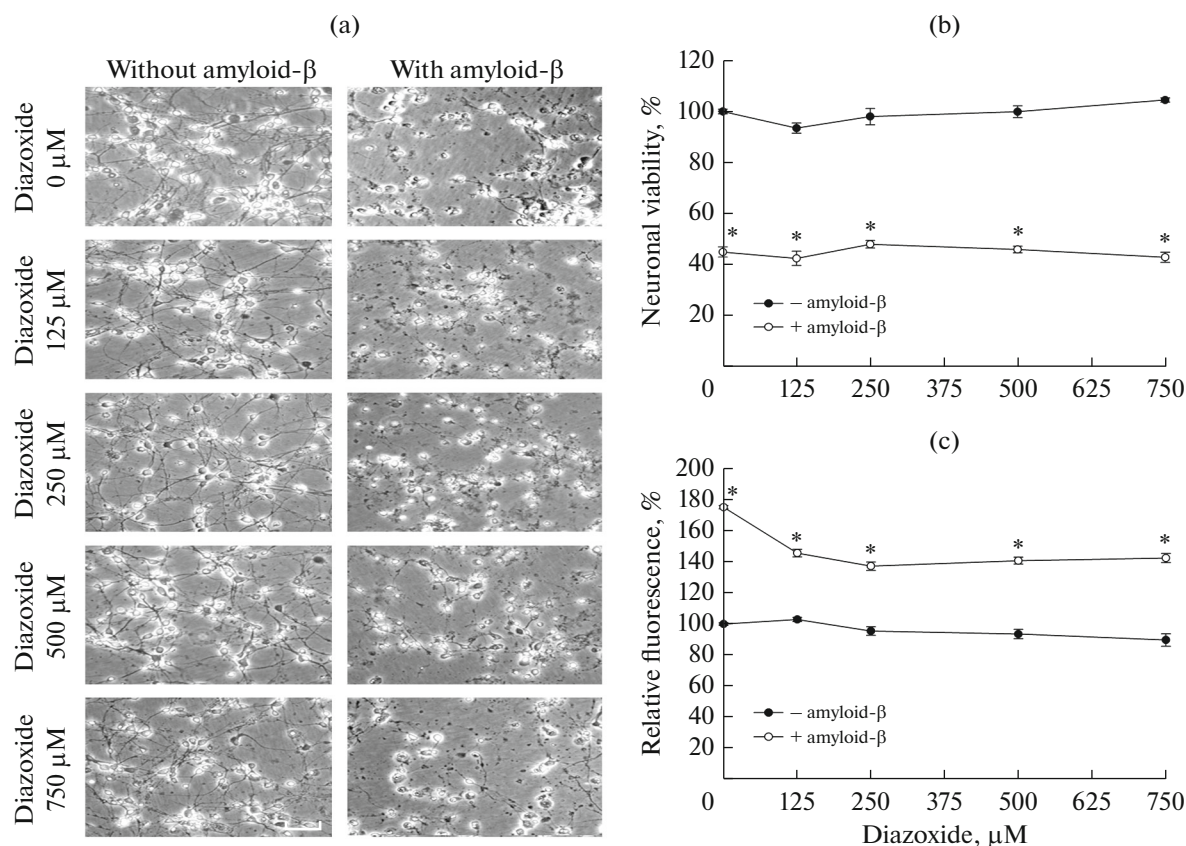 (a)
Without amyloid-β
With amyloid-β
Diazoxide
0 μM
Diazoxide
125 μM
Diazoxide
250 μM
Diazoxide
500 μM
Diazoxide
750 μM
(b)
Neuronal viability, %
120
100
80
60
40
20
* * * * *
– amyloid-β
+ amyloid-β
0 125 250 375 500 625 750
(c)
Relative fluorescence, %
200
180
160
140
120
100
80
60
40
20
* * * * *
– amyloid-β
+ amyloid-β
0 125 250 375 500 625 750
Diazoxide, μM